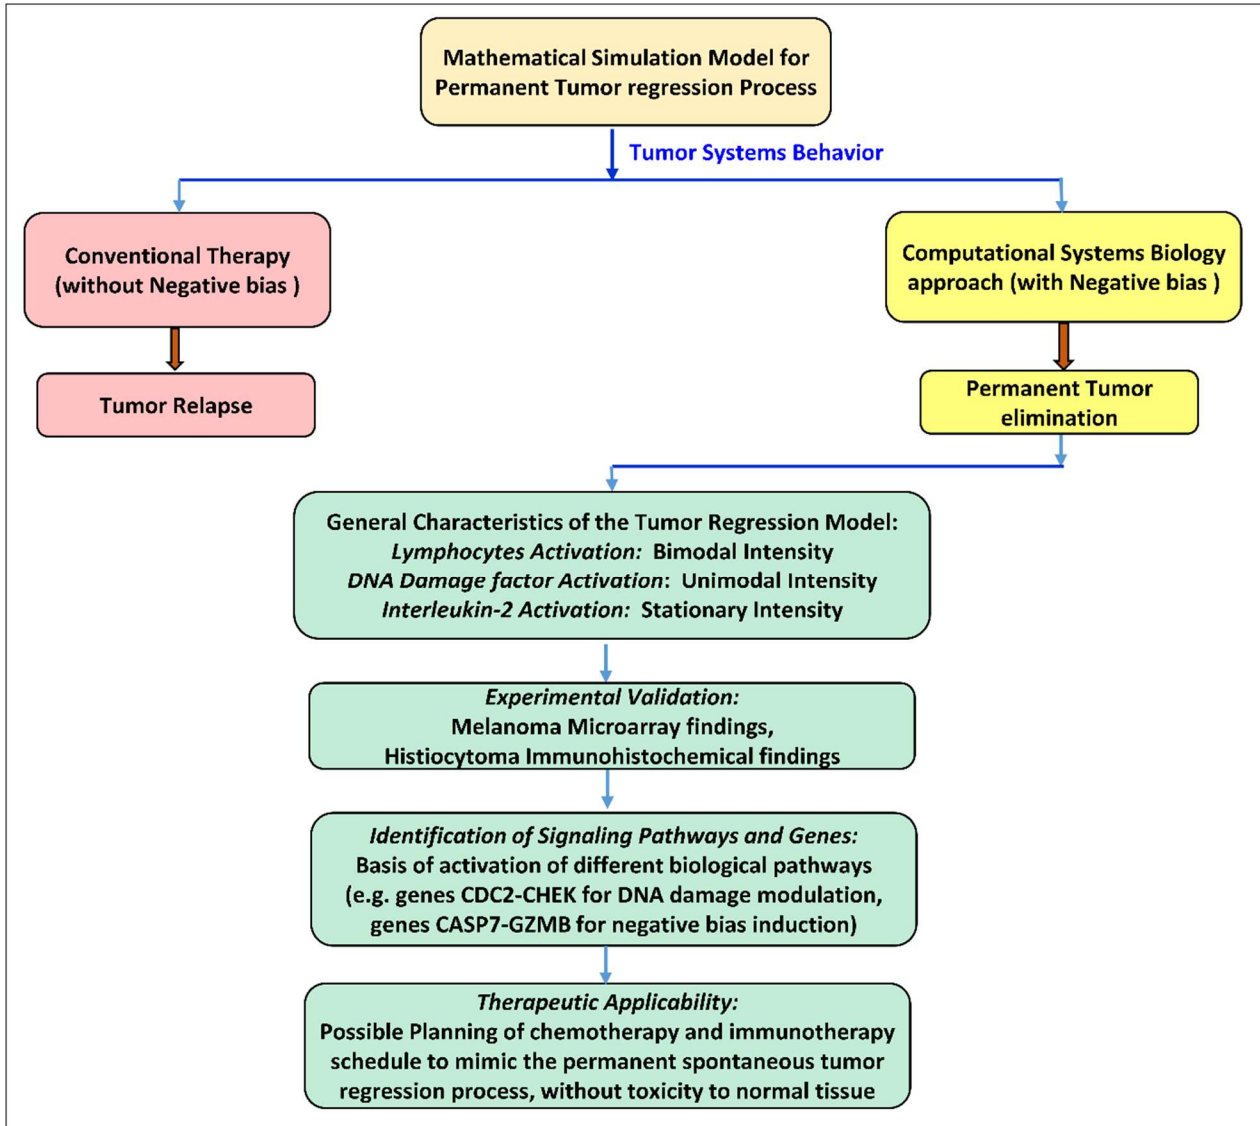 Mathematical Simulation Model for
Permanent Tumor regression Process
Tumor Systems Behavior
Conventional Therapy
(without Negative bias )
Computational Systems Biology
approach (with Negative bias )
Tumor Relapse
Permanent Tumor
elimination
General Characteristics of the Tumor Regression Model:
Lymphocytes Activation: Bimodal Intensity
DNA Damage factor Activation: Unimodal Intensity
Interleukin-2 Activation: Stationary Intensity
Experimental Validation:
Melanoma Microarray findings,
Histiocytoma Immunohistochemical findings
Identification of Signaling Pathways and Genes:
Basis of activation of different biological pathways
(e.g. genes CDC2-CHEK for DNA damage modulation,
genes CASP7-GZMB for negative bias induction)
Therapeutic Applicability:
Possible Planning of chemotherapy and immunotherapy
schedule to mimic the permanent spontaneous tumor
regression process, without toxicity to normal tissue